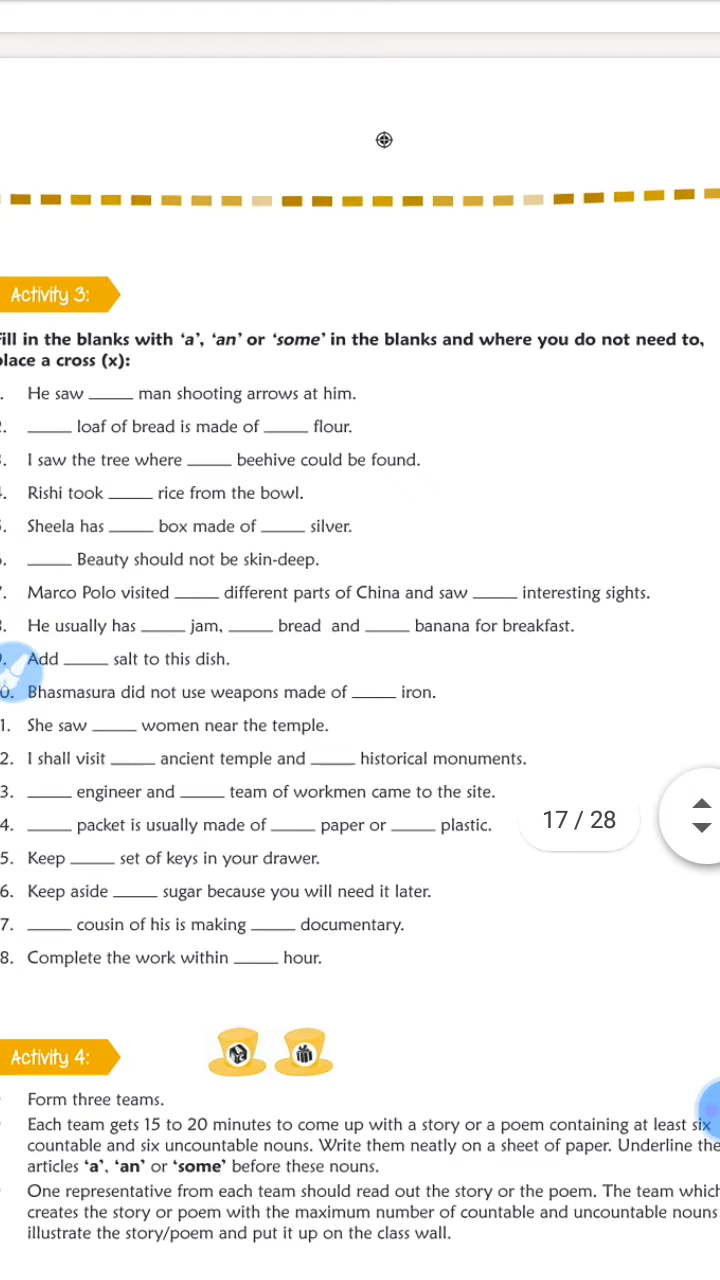 Activity 3:
Fill in the blanks with ‘a’, ‘an’ or ‘some’ in the blanks and where you do not need to,
place a cross (x):
. He saw _____ man shooting arrows at him.
2. _____ loaf of bread is made of _____ flour.
3. I saw the tree where _____ beehive could be found.
4. Rishi took _____ rice from the bowl.
5. Sheela has _____ box made of _____ silver.
6. _____ Beauty should not be skin-deep.
7. Marco Polo visited _____ different parts of China and saw _____ interesting sights.
8. He usually has _____ jam, _____ bread and _____ banana for breakfast.
9. Add _____ salt to this dish.
0. Bhasmasura did not use weapons made of _____ iron.
1. She saw _____ women near the temple.
2. I shall visit _____ ancient temple and _____ historical monuments.
3. _____ engineer and _____ team of workmen came to the site.
4. _____ packet is usually made of _____ paper or _____ plastic.
17 / 28
5. Keep _____ set of keys in your drawer.
6. Keep aside _____ sugar because you will need it later.
7. _____ cousin of his is making _____ documentary.
8. Complete the work within _____ hour.
Activity 4:
Form three teams.
Each team gets 15 to 20 minutes to come up with a story or a poem containing at least six
countable and six uncountable nouns. Write them neatly on a sheet of paper. Underline the
articles ‘a’, ‘an’ or ‘some’ before these nouns.
One representative from each team should read out the story or the poem. The team which
creates the story or poem with the maximum number of countable and uncountable nouns
illustrate the story/poem and put it up on the class wall.